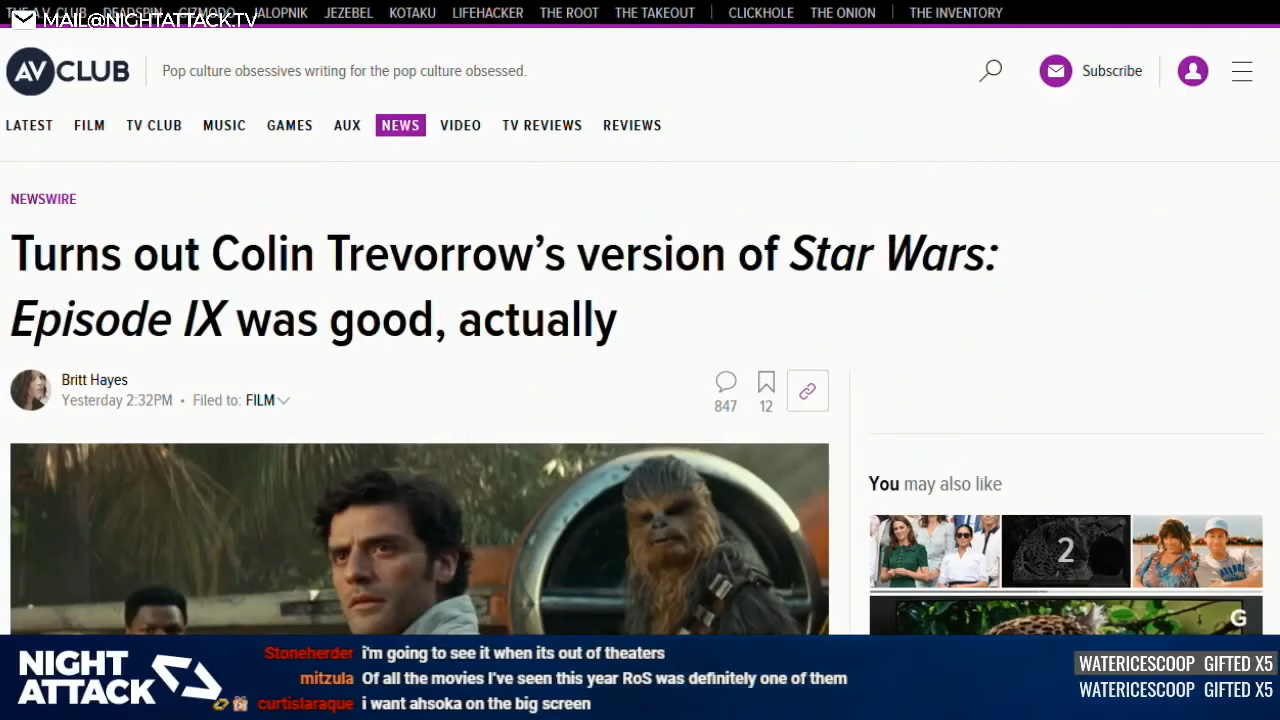 THE A.V. CLUB DEADSPIN GIZMODO JALOPNIK JEZEBEL KOTAKU LIFEHACKER THE ROOT THE TAKEOUT CLICKHOLE THE ONION THE INVENTORY
MAIL@NIGHTATTACK.TV
AV CLUB Pop culture obsessives writing for the pop culture obsessed. Subscribe
LATEST FILM TV CLUB MUSIC GAMES AUX NEWS VIDEO TV REVIEWS REVIEWS
NEWSWIRE
Turns out Colin Trevorrow’s version of Star Wars:
Episode IX was good, actually
Britt Hayes
Yesterday 2:32PM • Filed to: FILM
847 12
You may also like
2
G
NIGHT
ATTACK
Stoneherder i'm going to see it when its out of theaters
mitzula Of all the movies I've seen this year RoS was definitely one of them
curtislaraque i want ahsoka on the big screen
WATERICESCOOP GIFTED X5
WATERICESCOOP GIFTED X5